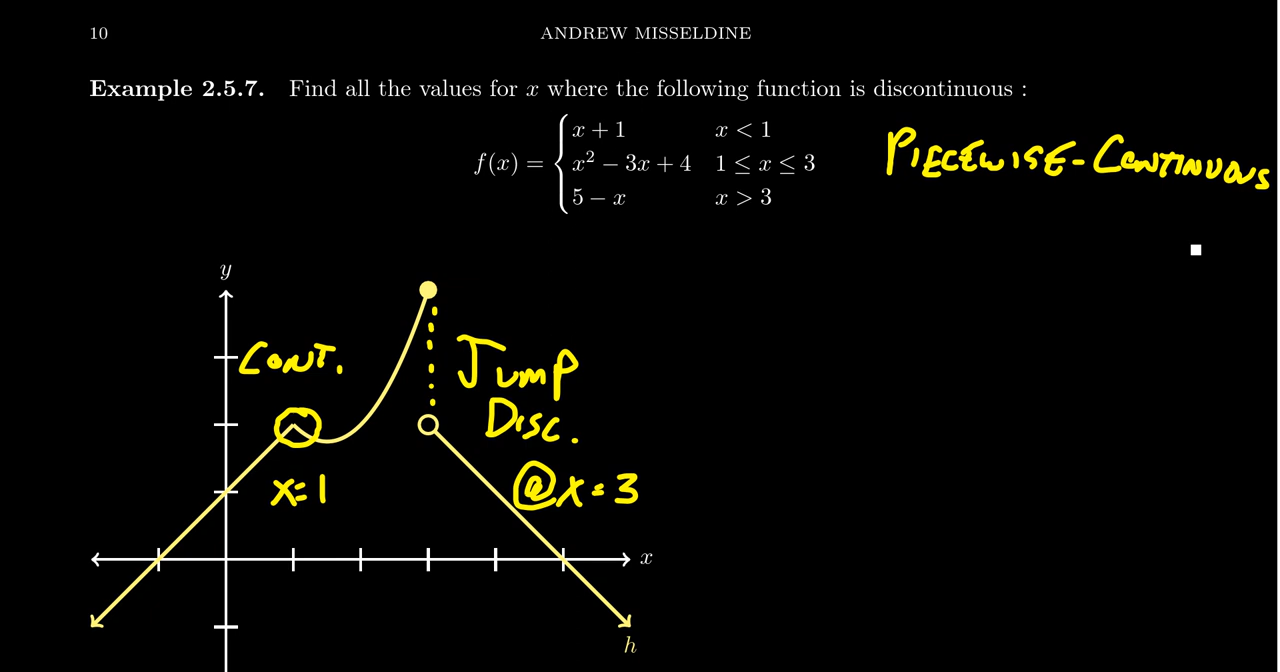 10 ANDREW MISSELDINE
Example 2.5.7. Find all the values for x where the following function is discontinuous :
x + 1 x < 1
f(x) = { x² − 3x + 4 1 ≤ x ≤ 3
5 − x x > 3
PIECEWISE-CONTINUOUS
y
CONT.
JUMP
DISC.
x=1
@x=3
x
h